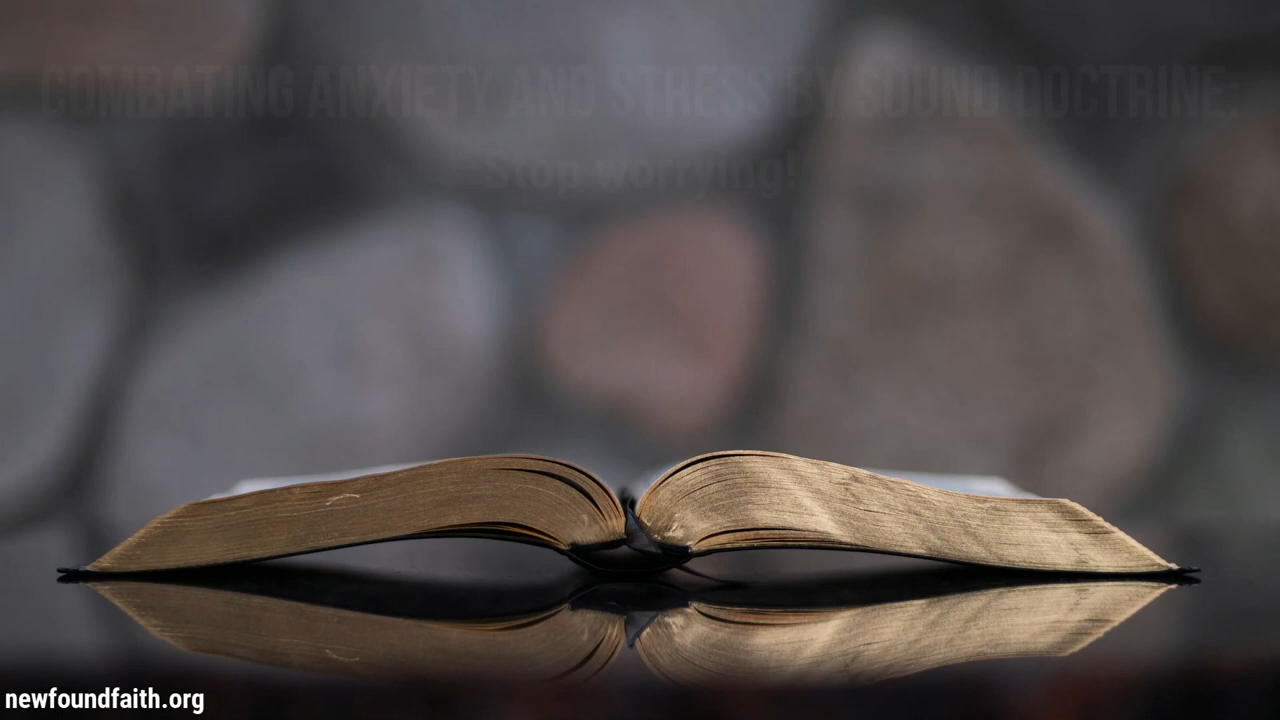 COMBATING ANXIETY AND STRESS BY SOUND DOCTRINE:
Stop worrying!
newfoundfaith.org